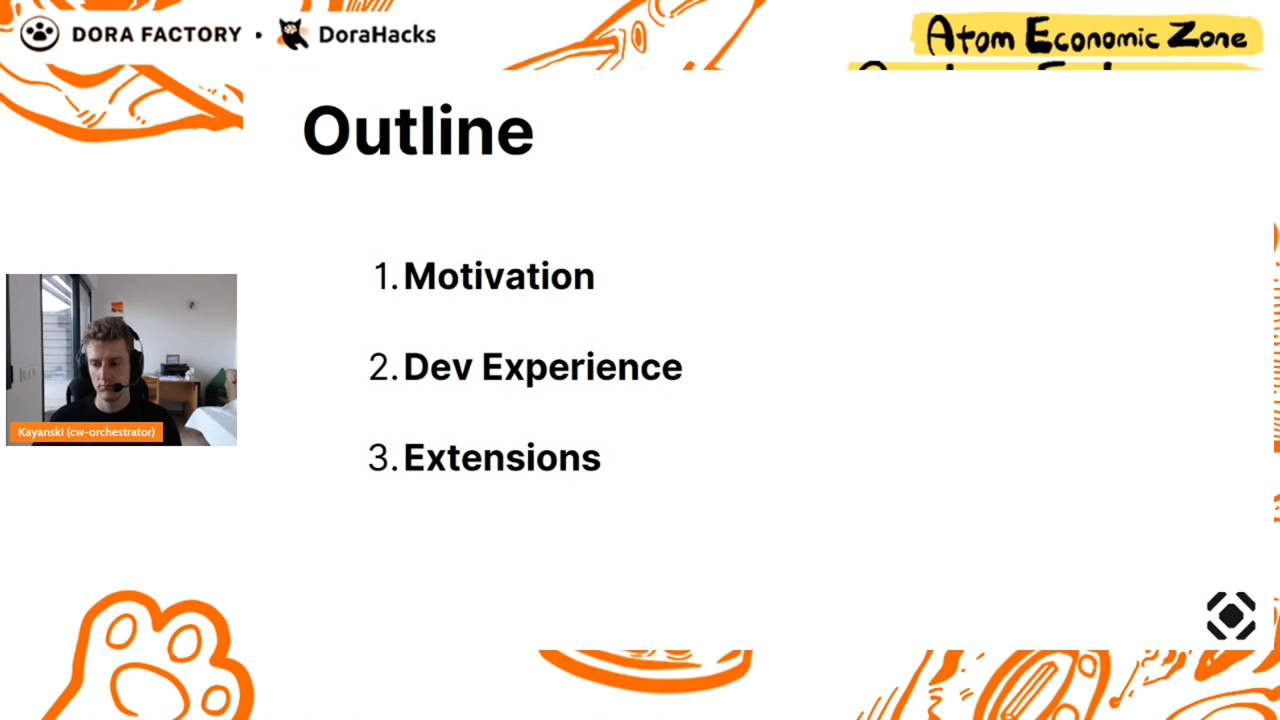 DORA FACTORY • DoraHacks
Atom Economic Zone
Outline
1. Motivation
2. Dev Experience
3. Extensions
Kayanski (cw-orchestrator)